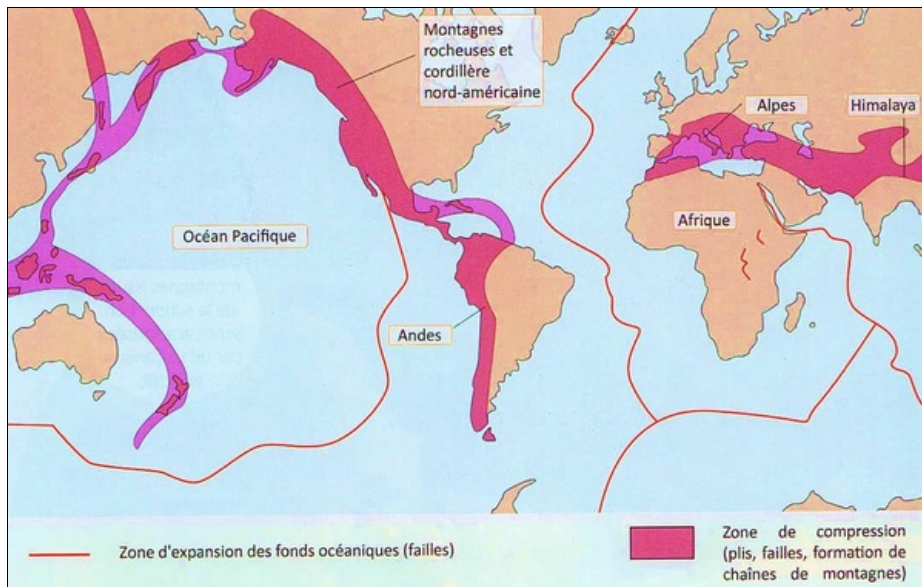 Montagnes
rocheuses et
cordillère
nord-américaine
Alpes
Himalaya
Océan Pacifique
Afrique
Andes
Zone d'expansion des fonds océaniques (failles)
Zone de compression
(plis, failles, formation de
chaînes de montagnes)